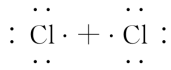 : Cl · + · Cl :